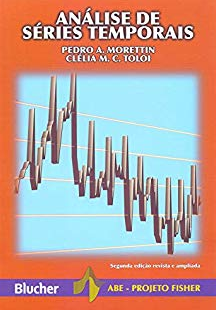 ANÁLISE DE
SÉRIES TEMPORAIS
PEDRO A. MORETTIN
CLÉLIA M. C. TOLOI
Segunda edição revista e ampliada
Blucher
ABE - PROJETO FISHER